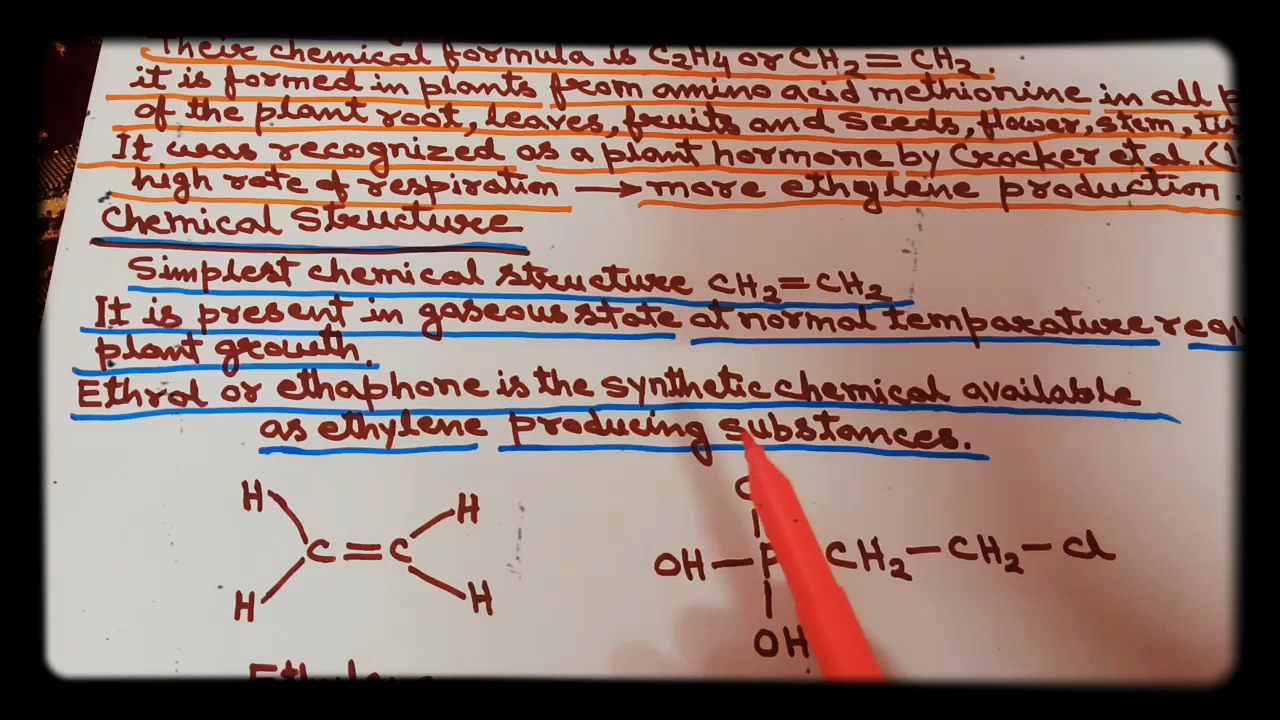 Their chemical formula is C2H4 or CH2=CH2.
it is formed in plants from amino acid methionine in all
of the plant root, leaves, fruits and seeds, flower, stem,
It was recognized as a plant hormone by Crocker et al.
high rate of respiration → more ethylene production.
Chemical Structure
Simplest chemical structure CH2=CH2
It is present in gaseous state at normal temparature
plant growth.
Ethrol or ethaphone is the synthetic chemical available
as ethylene producing substances.
H H
C=C
H H
OH—P CH2—CH2—Cl
OH
Ethylene